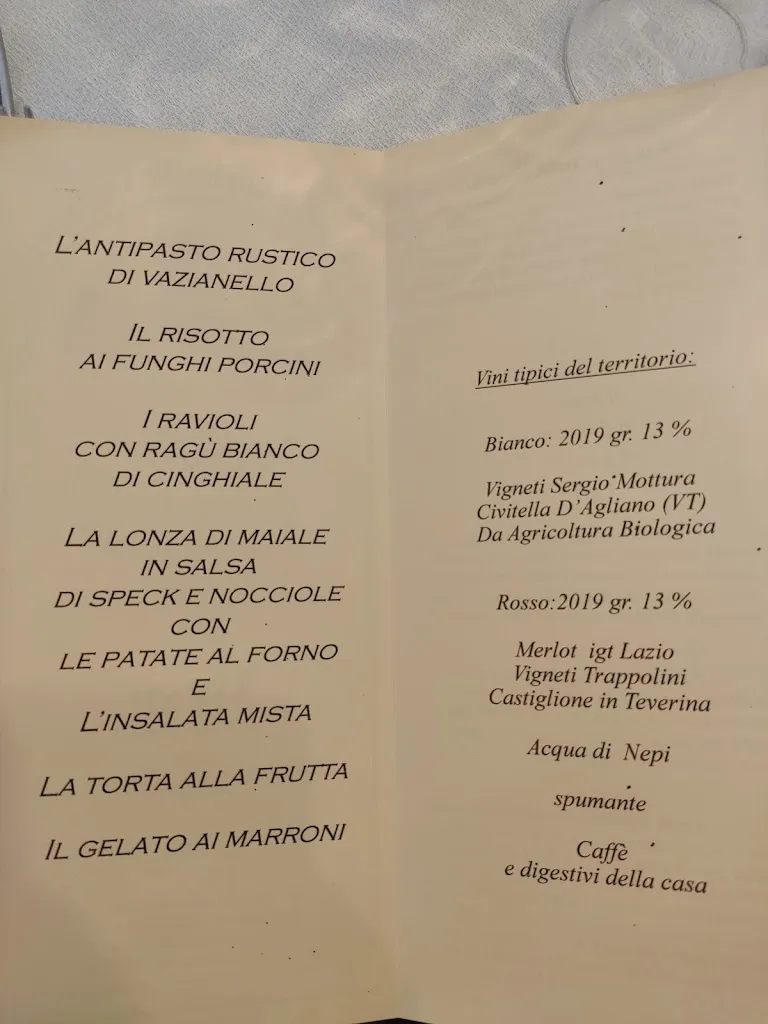 L'ANTIPASTO RUSTICO
DI VAZIANELLO
IL RISOTTO
AI FUNGHI PORCINI
I RAVIOLI
CON RAGÙ BIANCO
DI CINGHIALE
LA LONZA DI MAIALE
IN SALSA
DI SPECK E NOCCIOLE
CON
LE PATATE AL FORNO
E
L'INSALATA MISTA
LA TORTA ALLA FRUTTA
IL GELATO AI MARRONI
Vini tipici del territorio:
Bianco: 2019 gr. 13 %
Vigneti Sergio Mottura
Civitella D'Agliano (VT)
Da Agricoltura Biologica
Rosso:2019 gr. 13 %
Merlot igt Lazio
Vigneti Trappolini
Castiglione in Teverina
Acqua di Nepi
spumante
Caffè
e digestivi della casa